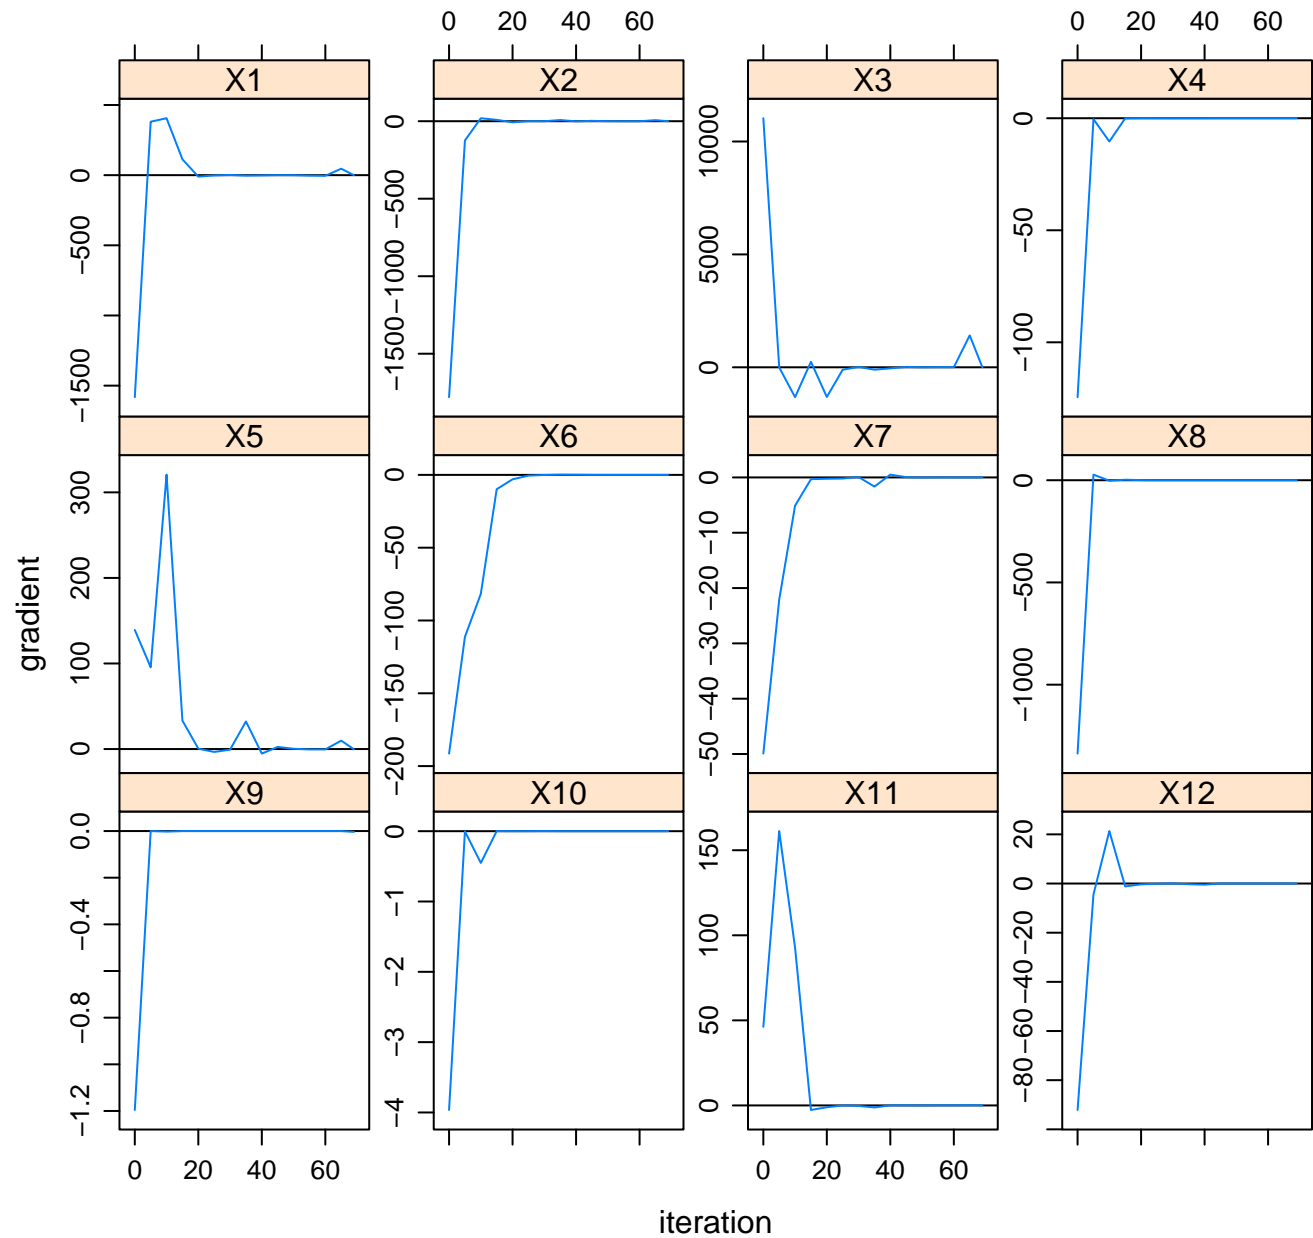 0 20 40 60 0 20 40 60
X1 X2 X3 X4
0 −500 −1500
0 −500 −1000 −1500
10000 5000 0
0 −50 −100
X5 X6 X7 X8
300 200 100 0
0 −50 −100 −150 −200
0 −10 −20 −30 −40 −50
0 −500 −1000
gradient
X9 X10 X11 X12
0.0 −0.4 −0.8 −1.2
0 −1 −2 −3 −4
150 100 50 0
20 0 −20 −40 −60 −80
0 20 40 60 0 20 40 60
iteration